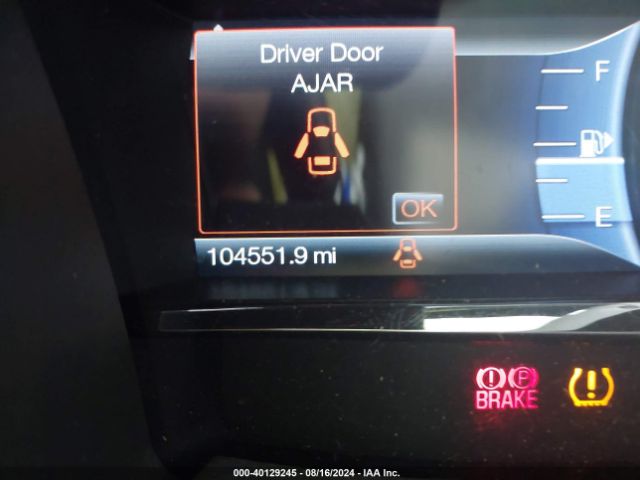 Driver Door
AJAR
F
OK
E
104551.9 mi
P
BRAKE
000-40129245 - 08/16/2024 - IAA Inc.